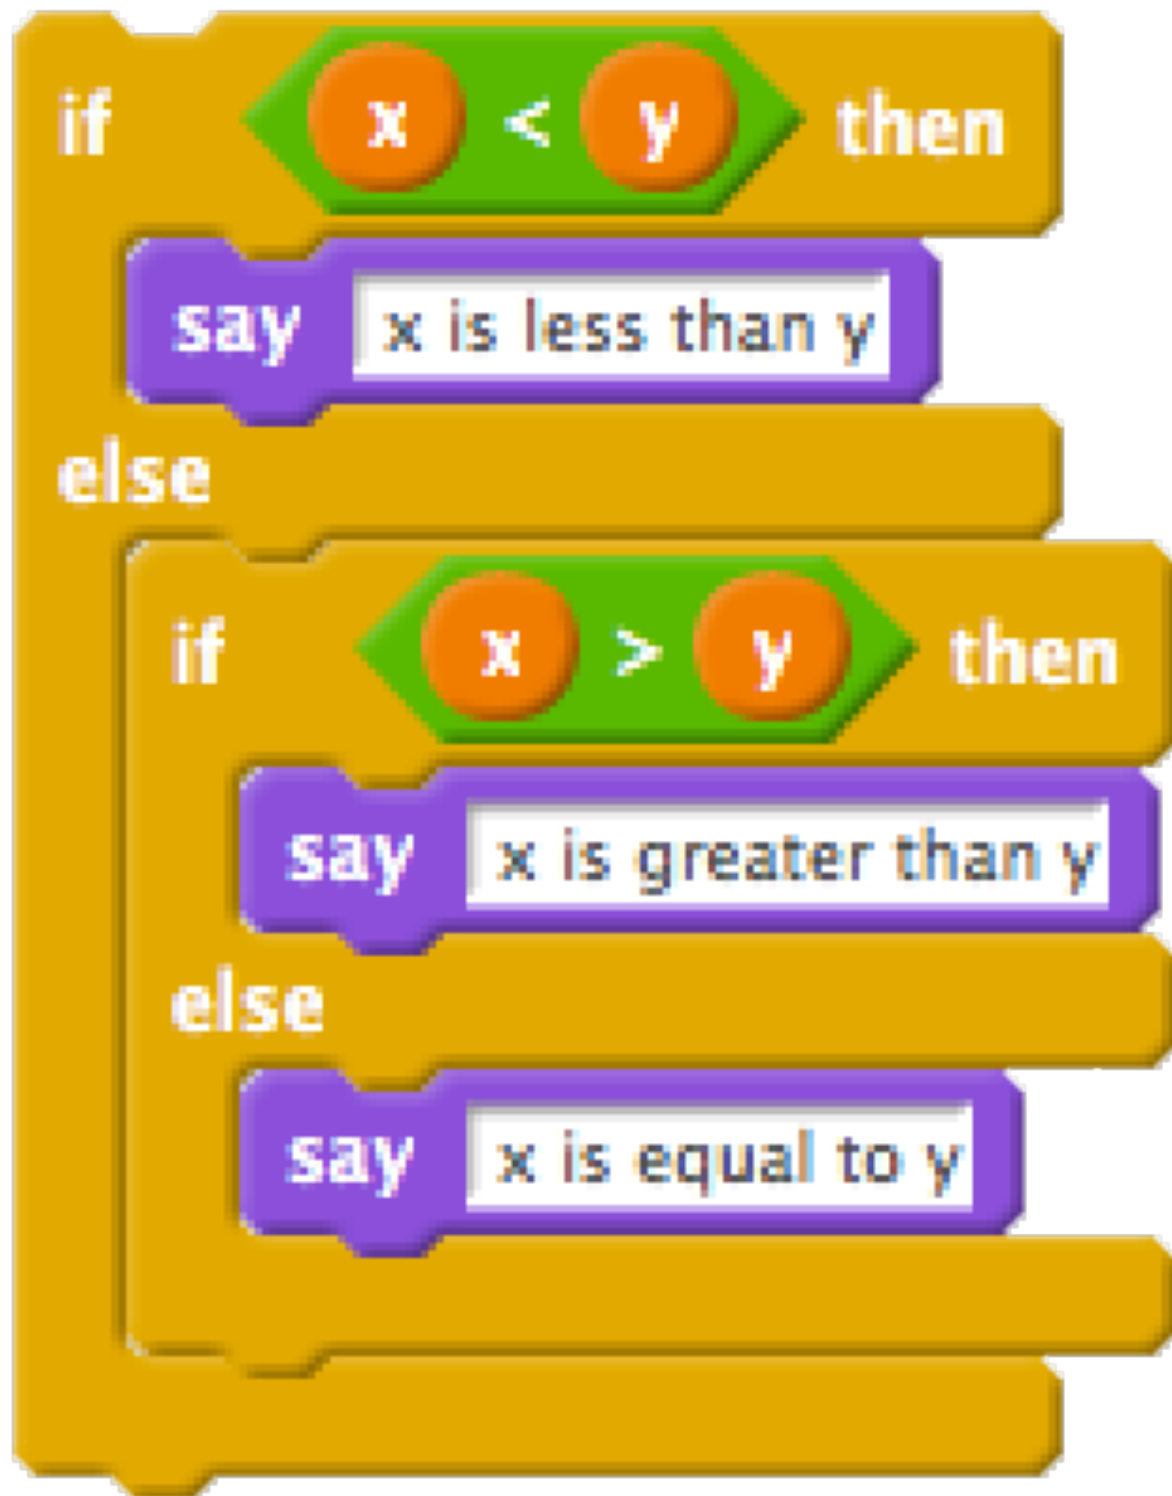 if x < y then
say x is less than y
else
if x > y then
say x is greater than y
else
say x is equal to y